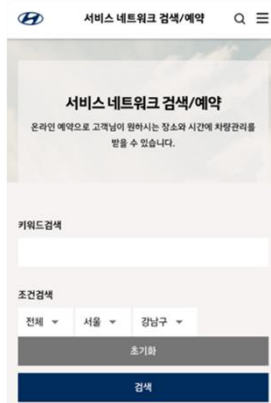 서비스 네트워크 검색/예약
서비스 네트워크 검색/예약
온라인 예약으로 고객님이 원하시는 장소와 시간에 차량관리를
받을 수 있습니다.
키워드검색
조건검색
전체 서울 강남구
초기화
검색